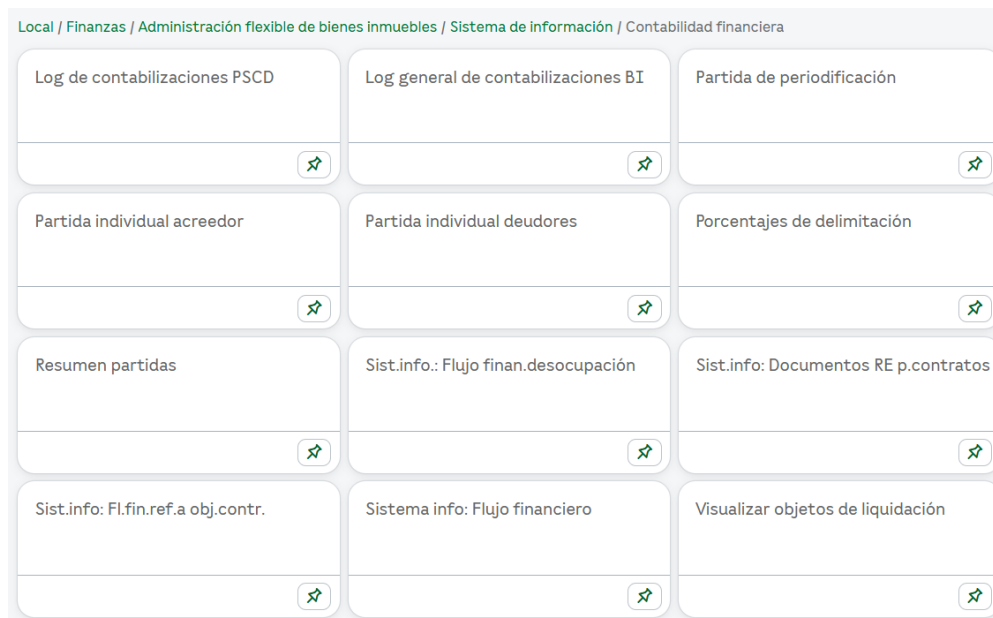 Local / Finanzas / Administración flexible de bienes inmuebles / Sistema de información / Contabilidad financiera
Log de contabilizaciones PSCD
Log general de contabilizaciones BI
Partida de periodificación
Partida individual acreedor
Partida individual deudores
Porcentajes de delimitación
Resumen partidas
Sist.info.: Flujo finan.desocupación
Sist.info: Documentos RE p.contratos
Sist.info: Fl.fin.ref.a obj.contr.
Sistema info: Flujo financiero
Visualizar objetos de liquidación